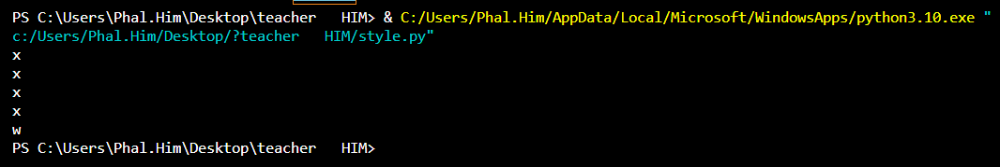 PS C:\Users\Phal.Him\Desktop\teacher   HIM> & C:/Users/Phal.Him/AppData/Local/Microsoft/WindowsApps/python3.10.exe "
c:/Users/Phal.Him/Desktop/?teacher   HIM/style.py"
x
x
x
x
w
PS C:\Users\Phal.Him\Desktop\teacher   HIM>